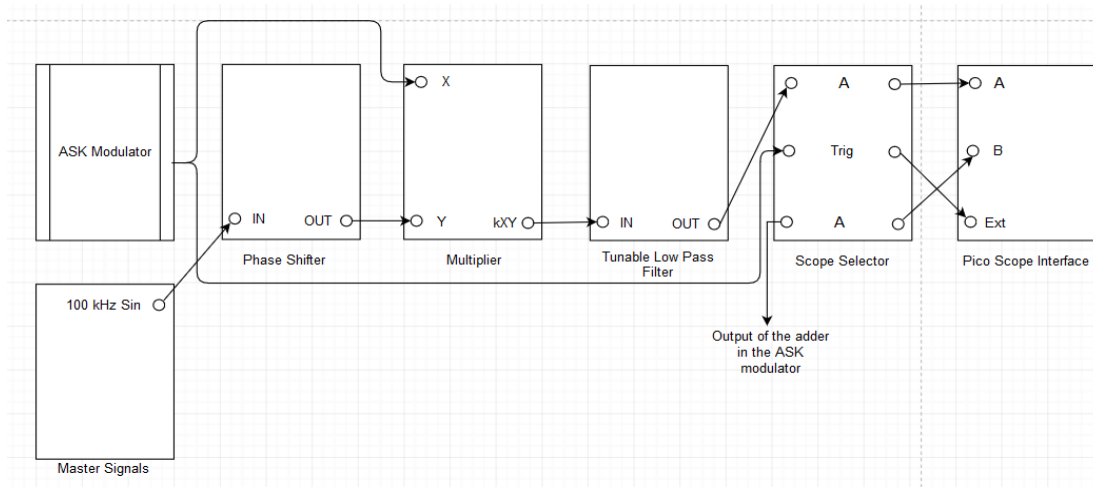 ASK Modulator
X
A
A
Trig
B
IN
OUT
Y
kXY
IN
OUT
A
Ext
Phase Shifter
Multiplier
Tunable Low Pass
Filter
Scope Selector
Pico Scope Interface
100 kHz Sin
Output of the adder
in the ASK
modulator
Master Signals